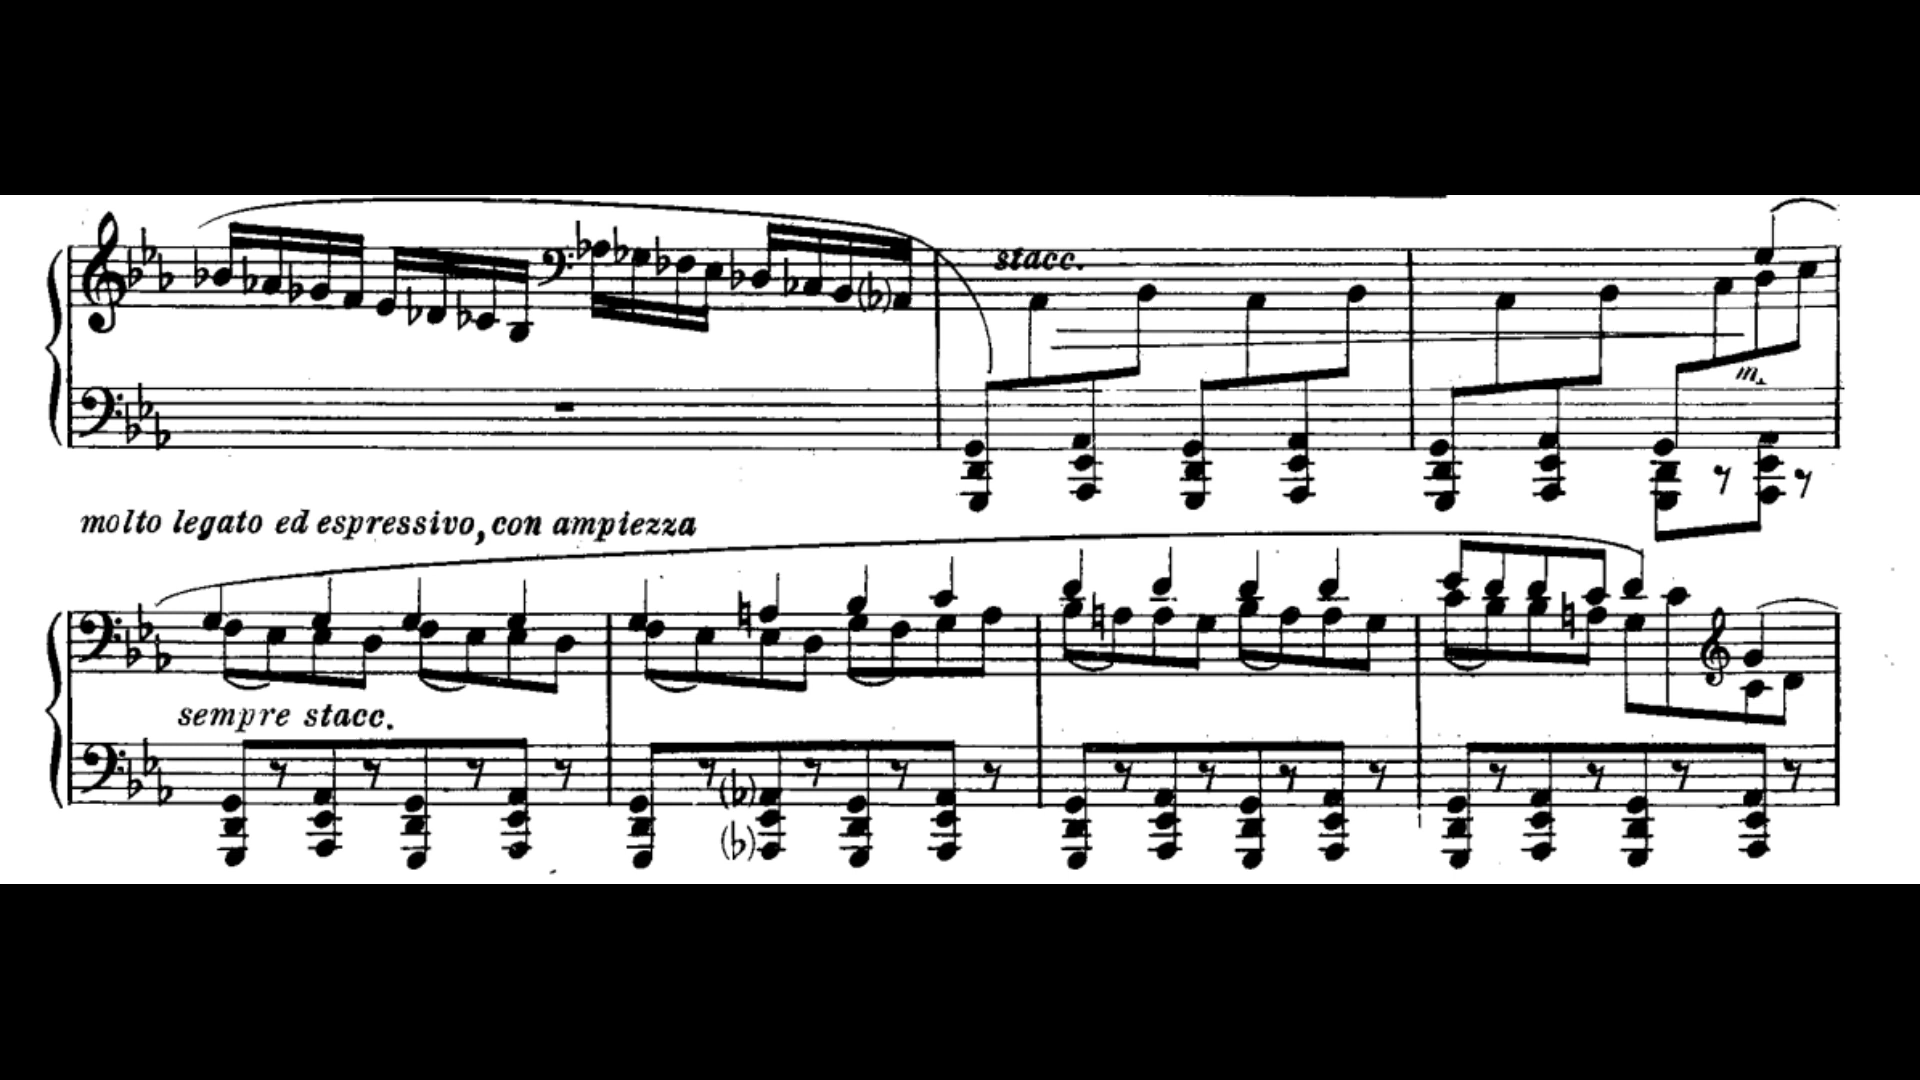 stacc.
m.
molto legato ed espressivo, con ampiezza
sempre stacc.